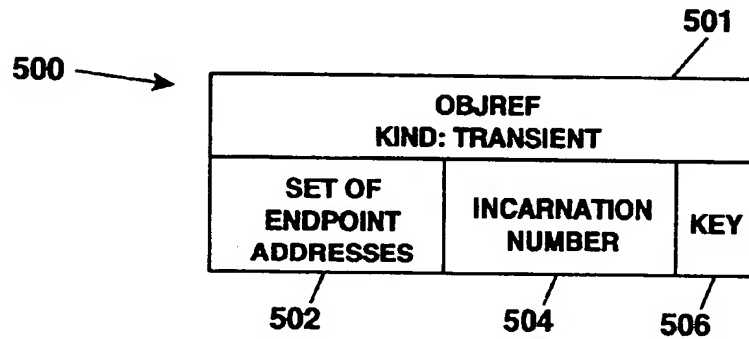 501
500
OBJREF
KIND: TRANSIENT
SET OF
ENDPOINT
ADDRESSES
INCARNATION
NUMBER
KEY
502
504
506